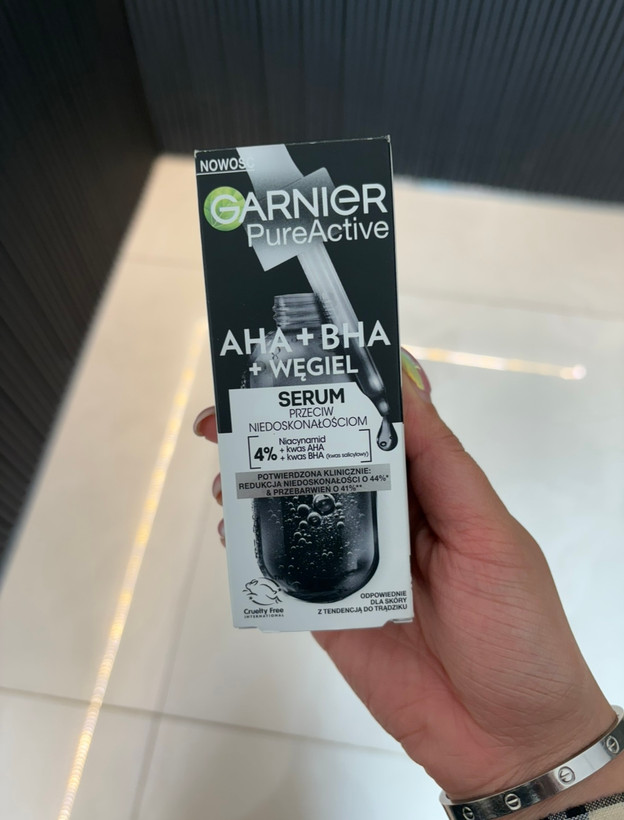 NOWOŚĆ
GARNIER
PureActive
AHA + BHA
+ WĘGIEL
SERUM
PRZECIW
NIEDOSKONAŁOŚCIOM
4% Niacynamid
+ kwas AHA
+ kwas BHA (kwas salicylowy)
POTWIERDZONA KLINICZNIE:
REDUKCJA NIEDOSKONAŁOŚCI O 44%*
& PRZEBARWIEŃ O 41%**
Cruelty Free
INTERNATIONAL
ODPOWIEDNIE
DLA SKÓRY
Z TENDENCJĄ DO TRĄDZIKU